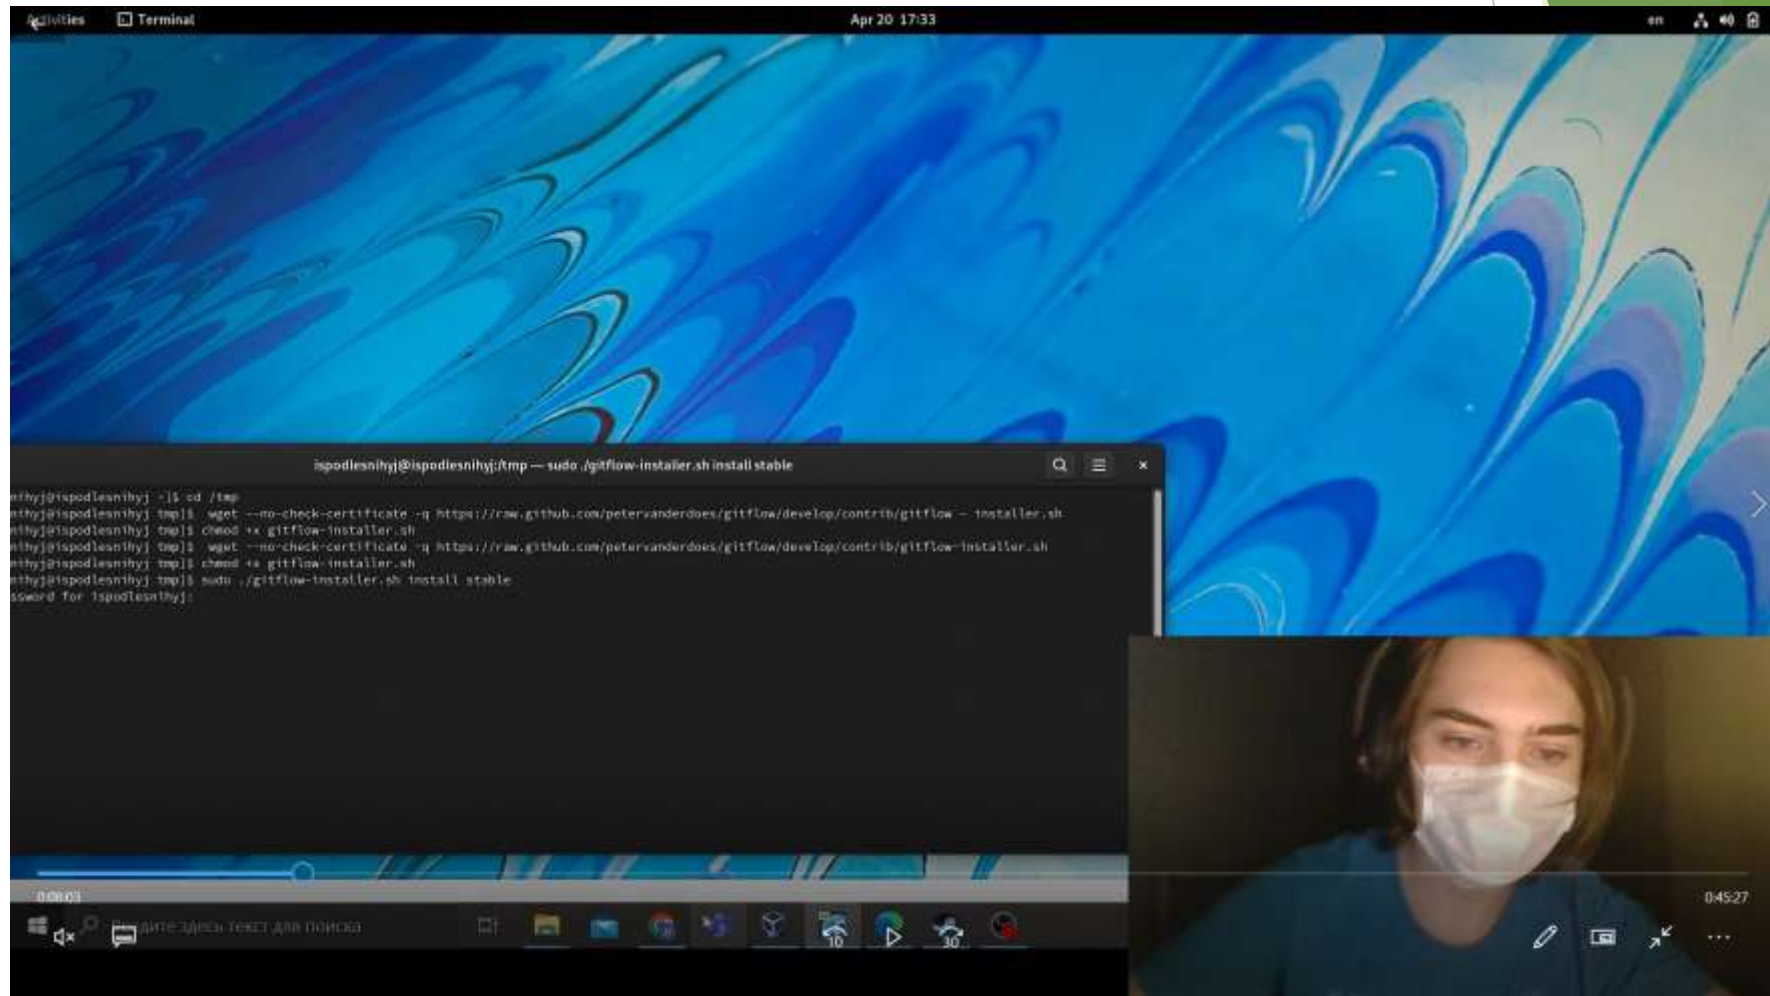 Activities Terminal Apr 20 17:33 en
ispodlesnihyj@ispodlesnihyj:/tmp — sudo ./gitflow-installer.sh install stable
nihyj@ispodlesnihyj ~]$ cd /tmp
nihyj@ispodlesnihyj tmp]$ wget --no-check-certificate -q https://raw.github.com/petervanderdoes/gitflow/develop/contrib/gitflow - installer.sh
nihyj@ispodlesnihyj tmp]$ chmod +x gitflow-installer.sh
nihyj@ispodlesnihyj tmp]$ wget --no-check-certificate -q https://raw.github.com/petervanderdoes/gitflow/develop/contrib/gitflow-installer.sh
nihyj@ispodlesnihyj tmp]$ chmod +x gitflow-installer.sh
nihyj@ispodlesnihyj tmp]$ sudo ./gitflow-installer.sh install stable
ssword for ispodlesnihyj:
0:08:03 0:45:27
Введите здесь текст для поиска
10 30